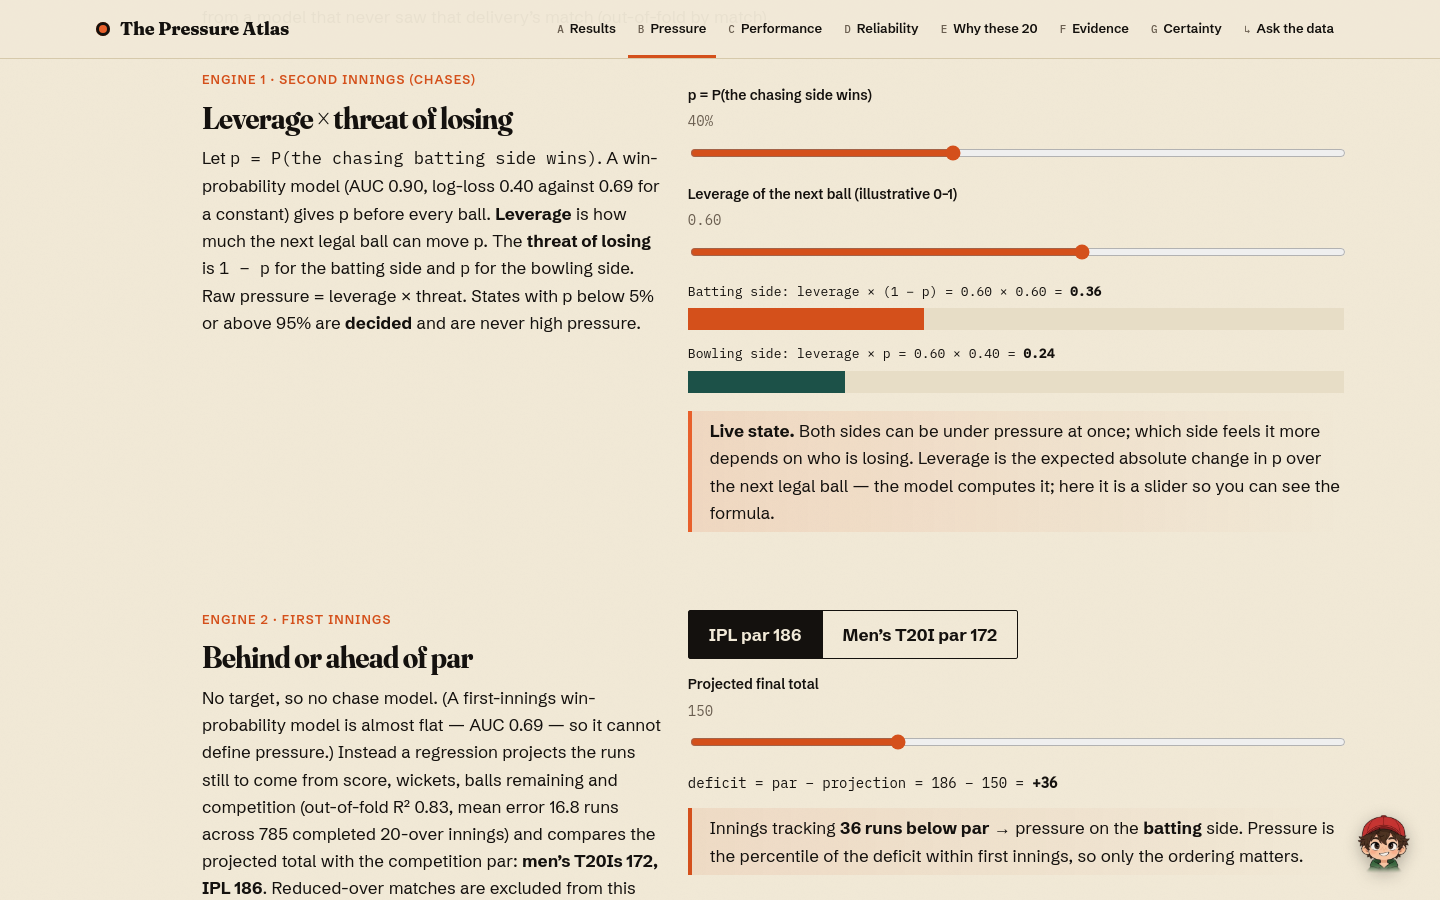 from a model that never saw that delivery's match (out-of-fold by match).
The Pressure Atlas
A Results
B Pressure
C Performance
D Reliability
E Why these 20
F Evidence
G Certainty
↳ Ask the data
ENGINE 1 · SECOND INNINGS (CHASES)
Leverage × threat of losing
Let p = P(the chasing batting side wins). A win-
probability model (AUC 0.90, log-loss 0.40 against 0.69 for
a constant) gives p before every ball. Leverage is how
much the next legal ball can move p. The threat of losing
is 1 − p for the batting side and p for the bowling side.
Raw pressure = leverage × threat. States with p below 5%
or above 95% are decided and are never high pressure.
p = P(the chasing side wins)
40%
Leverage of the next ball (illustrative 0–1)
0.60
Batting side: leverage × (1 − p) = 0.60 × 0.60 = 0.36
Bowling side: leverage × p = 0.60 × 0.40 = 0.24
Live state. Both sides can be under pressure at once; which side feels it more
depends on who is losing. Leverage is the expected absolute change in p over
the next legal ball — the model computes it; here it is a slider so you can see the
formula.
ENGINE 2 · FIRST INNINGS
Behind or ahead of par
No target, so no chase model. (A first-innings win-
probability model is almost flat — AUC 0.69 — so it cannot
define pressure.) Instead a regression projects the runs
still to come from score, wickets, balls remaining and
competition (out-of-fold R² 0.83, mean error 16.8 runs
across 785 completed 20-over innings) and compares the
projected total with the competition par: men's T20Is 172,
IPL 186. Reduced-over matches are excluded from this
IPL par 186
Men's T20I par 172
Projected final total
150
deficit = par − projection = 186 − 150 = +36
Innings tracking 36 runs below par → pressure on the batting side. Pressure is
the percentile of the deficit within first innings, so only the ordering matters.